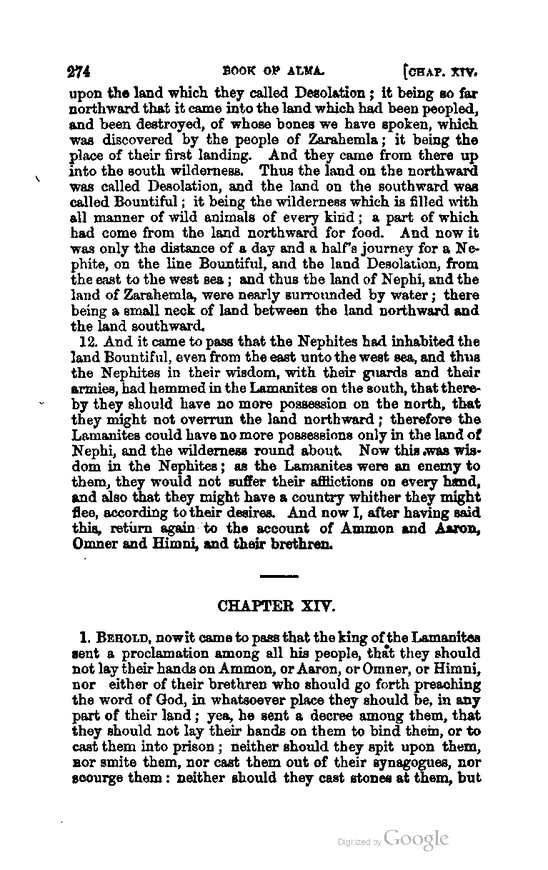 274 BOOK OF ALMA. [CHAP. XIV.
upon the land which they called Desolation; it being so far
northward that it came into the land which had been peopled,
and been destroyed, of whose bones we have spoken, which
was discovered by the people of Zarahemla; it being the
place of their first landing. And they came from there up
into the south wilderness. Thus the land on the northward
was called Desolation, and the land on the southward was
called Bountiful; it being the wilderness which is filled with
all manner of wild animals of every kind; a part of which
had come from the land northward for food. And now it
was only the distance of a day and a half's journey for a Ne-
phite, on the line Bountiful, and the land Desolation, from
the east to the west sea; and thus the land of Nephi, and the
land of Zarahemla, were nearly surrounded by water; there
being a small neck of land between the land northward and
the land southward.
12. And it came to pass that the Nephites had inhabited the
land Bountiful, even from the east unto the west sea, and thus
the Nephites in their wisdom, with their guards and their
armies, had hemmed in the Lamanites on the south, that there-
by they should have no more possession on the north, that
they might not overrun the land northward; therefore the
Lamanites could have no more possessions only in the land of
Nephi, and the wilderness round about. Now this was wis-
dom in the Nephites; as the Lamanites were an enemy to
them, they would not suffer their afflictions on every hand,
and also that they might have a country whither they might
flee, according to their desires. And now I, after having said
this, return again to the account of Ammon and Aaron,
Omner and Himni, and their brethren.
CHAPTER XIV.
1. BEHOLD, now it came to pass that the king of the Lamanites
sent a proclamation among all his people, that they should
not lay their hands on Ammon, or Aaron, or Omner, or Himni,
nor either of their brethren who should go forth preaching
the word of God, in whatsoever place they should be, in any
part of their land; yea, he sent a decree among them, that
they should not lay their hands on them to bind them, or to
cast them into prison; neither should they spit upon them,
nor smite them, nor cast them out of their synagogues, nor
scourge them: neither should they cast stones at them, but
Digitized by Google